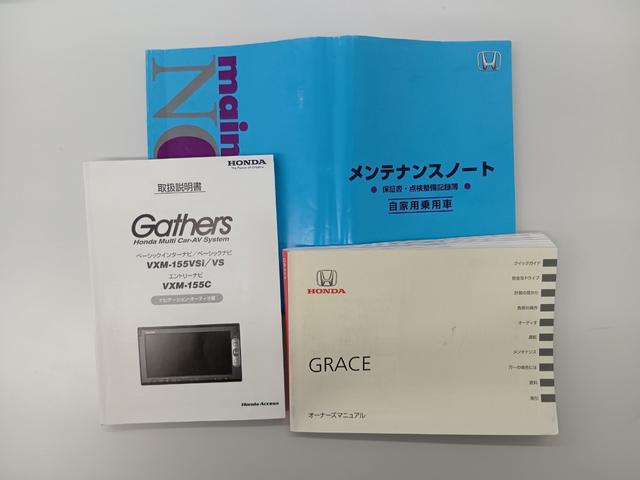 main
NO
メンテナンスノート
● 保証書・点検整備記録簿 ●
自家用乗用車
HONDA
The Power of Dreams
取扱説明書
Gathers
Honda Multi Car-AV System
ベーシックインターナビ/ベーシックナビ
VXM-155VSi/VS
エントリーナビ
VXM-155C
ナビゲーション・オーディオ編
Honda Access
HONDA
GRACE
オーナーズマニュアル
クイックガイド
安全なドライブ
計器の見かた
各部の操作
オーディオ
運転
メンテナンス
万一の場合には
資料
索引